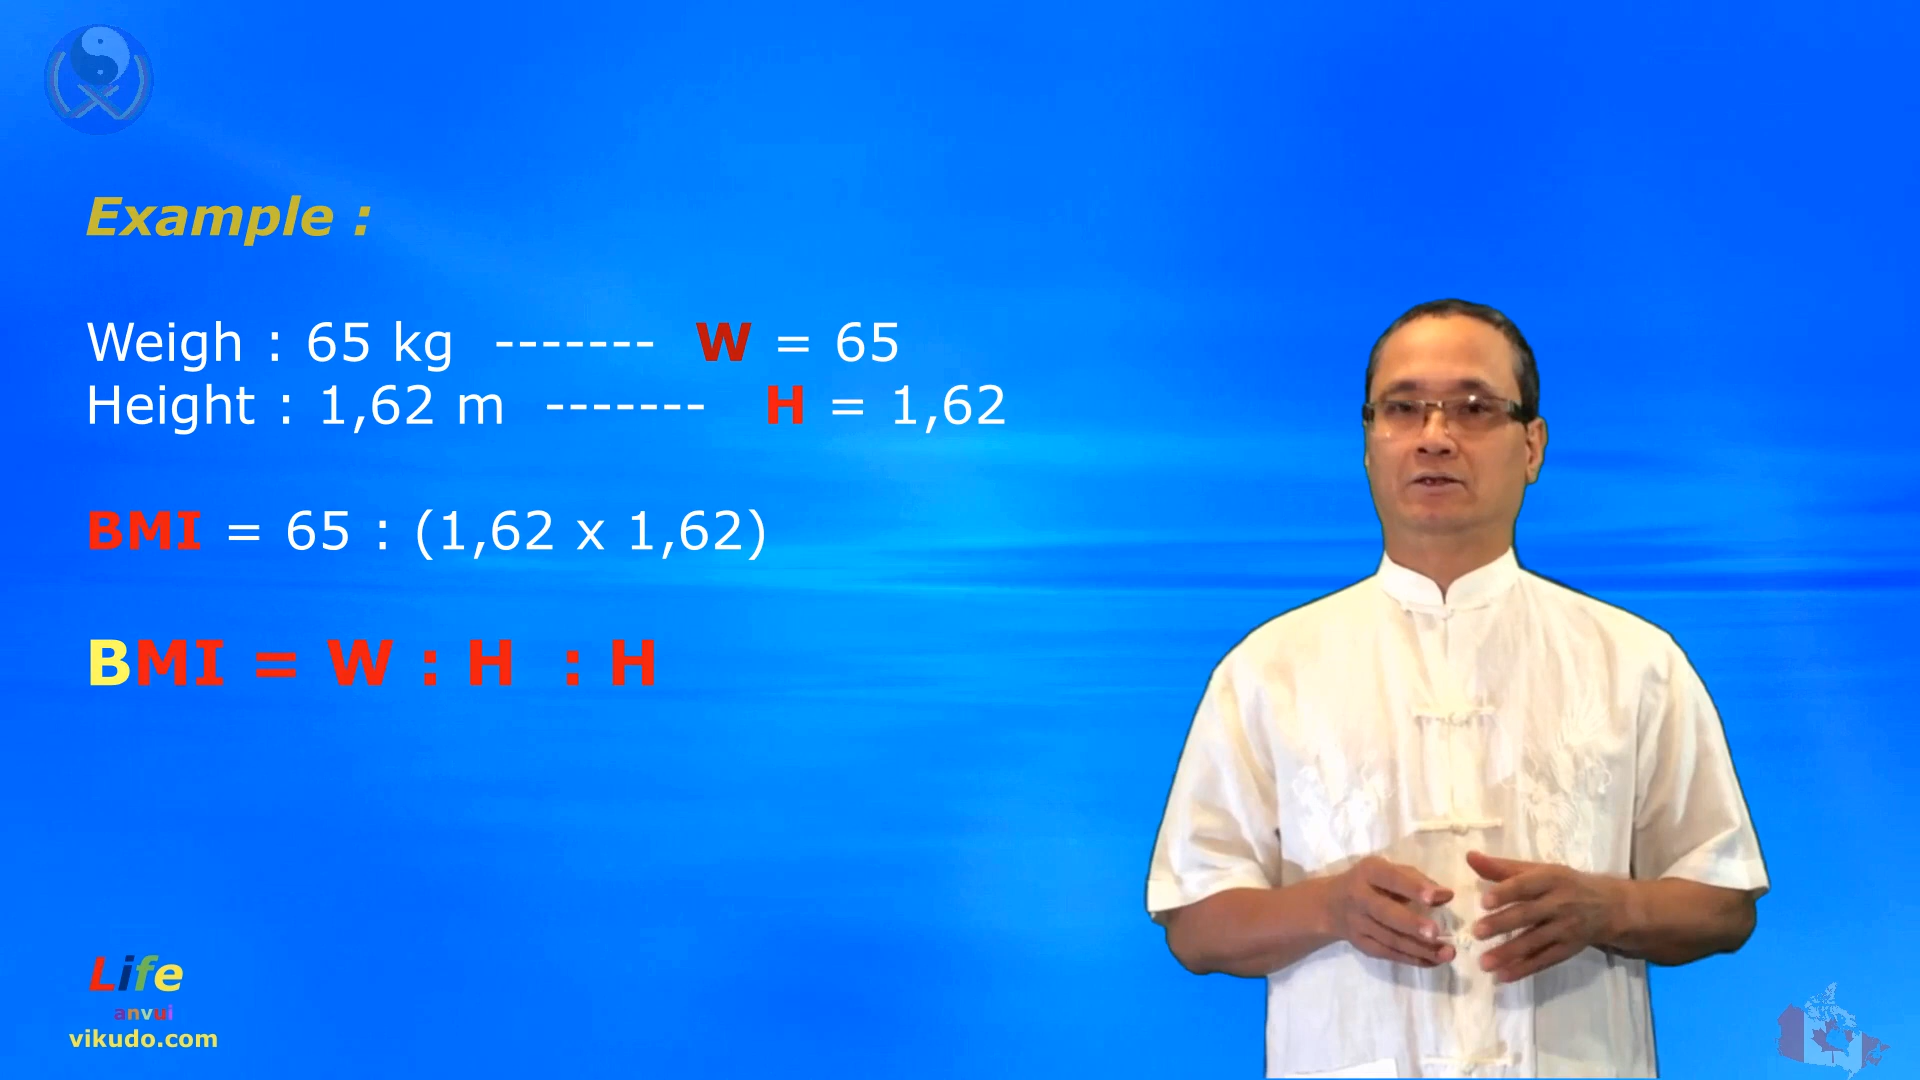 Example :
Weigh : 65 kg ------- W = 65
Height : 1,62 m ------- H = 1,62
BMI = 65 : (1,62 x 1,62)
BMI = W : H : H
Life
anvui
vikudo.com